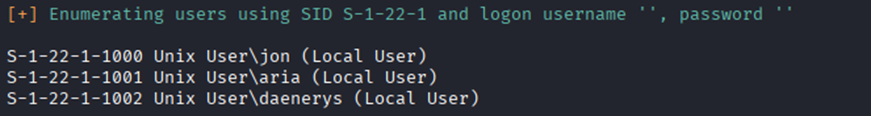 [+] Enumerating users using SID S-1-22-1 and logon username '', password ''
S-1-22-1-1000 Unix User\jon (Local User)
S-1-22-1-1001 Unix User\aria (Local User)
S-1-22-1-1002 Unix User\daenerys (Local User)